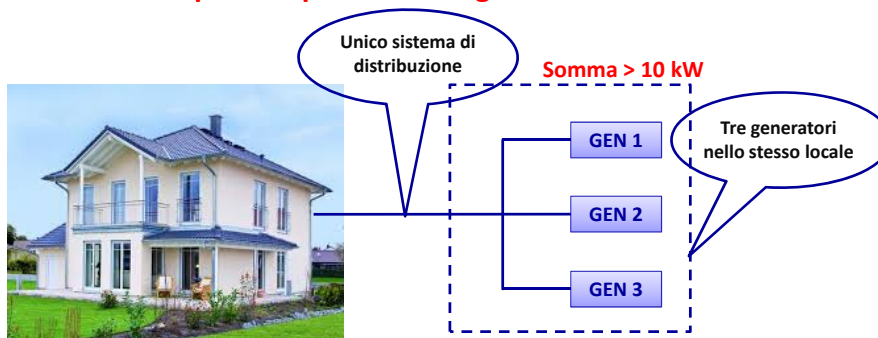 Unico sistema di
distribuzione
Somma > 10 kW
GEN 1
GEN 2
GEN 3
Tre generatori
nello stesso locale